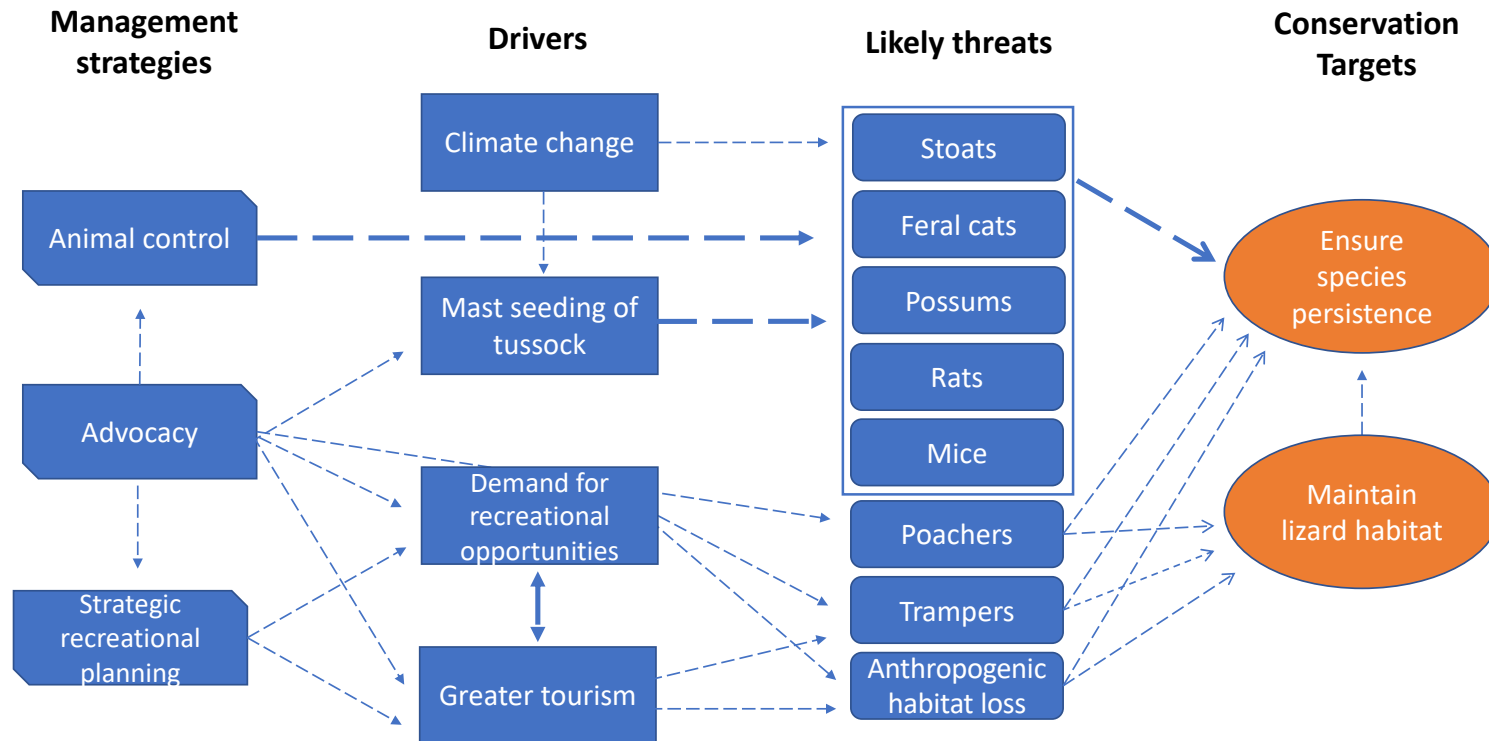 Management
strategies
Drivers
Likely threats
Conservation
Targets
Climate change
Stoats
Animal control
Feral cats
Ensure
species
persistence
Mast seeding of
tussock
Possums
Rats
Advocacy
Mice
Demand for
recreational
opportunities
Poachers
Maintain
lizard habitat
Strategic
recreational
planning
Trampers
Greater tourism
Anthropogenic
habitat loss